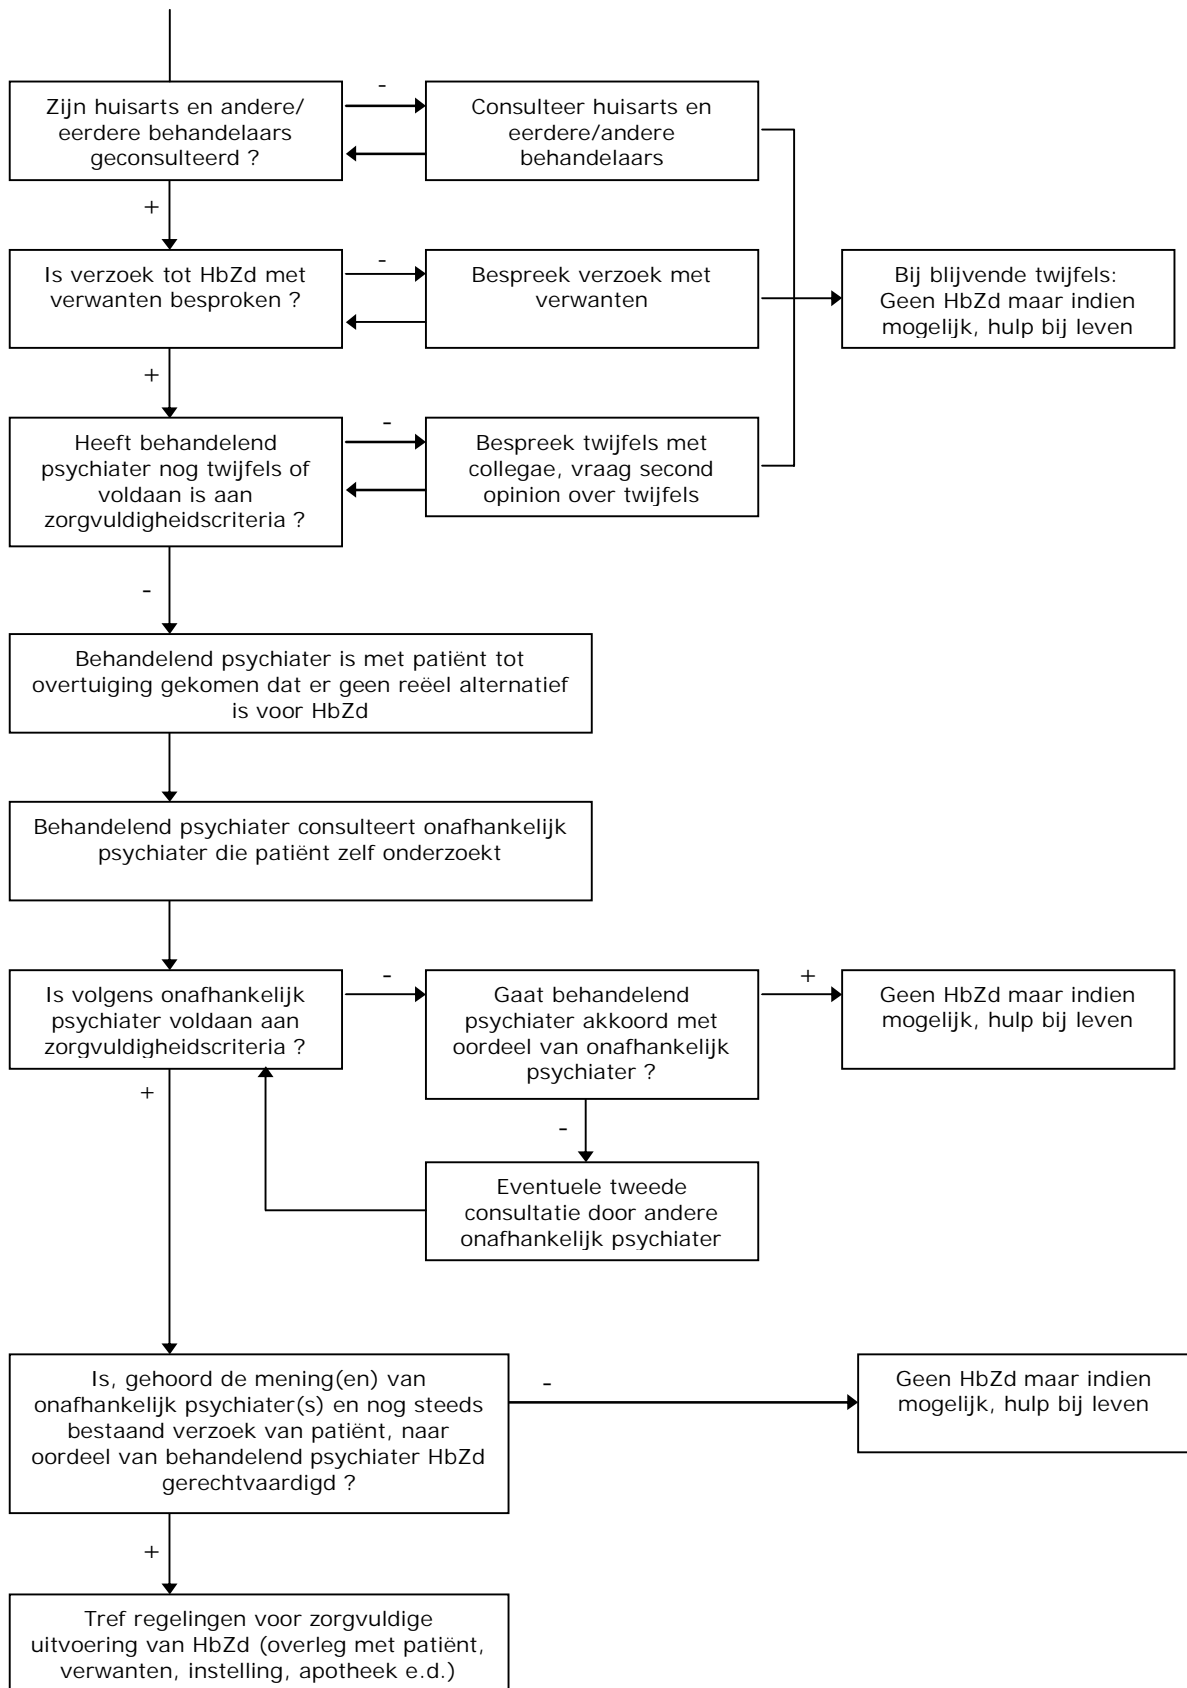 Zijn huisarts en andere/
eerdere behandelaars
geconsulteerd ?
-
Consulteer huisarts en
eerdere/andere
behandelaars
+
Is verzoek tot HbZd met
verwanten besproken ?
-
Bespreek verzoek met
verwanten
Bij blijvende twijfels:
Geen HbZd maar indien
mogelijk, hulp bij leven
+
Heeft behandelend
psychiater nog twijfels of
voldaan is aan
zorgvuldigheidscriteria ?
-
Bespreek twijfels met
collegae, vraag second
opinion over twijfels
-
Behandelend psychiater is met patiënt tot
overtuiging gekomen dat er geen reëel alternatief
is voor HbZd
Behandelend psychiater consulteert onafhankelijk
psychiater die patiënt zelf onderzoekt
Is volgens onafhankelijk
psychiater voldaan aan
zorgvuldigheidscriteria ?
-
Gaat behandelend
psychiater akkoord met
oordeel van onafhankelijk
psychiater ?
+
Geen HbZd maar indien
mogelijk, hulp bij leven
+
-
Eventuele tweede
consultatie door andere
onafhankelijk psychiater
Is, gehoord de mening(en) van
onafhankelijk psychiater(s) en nog steeds
bestaand verzoek van patiënt, naar
oordeel van behandelend psychiater HbZd
gerechtvaardigd ?
-
Geen HbZd maar indien
mogelijk, hulp bij leven
+
Tref regelingen voor zorgvuldige
uitvoering van HbZd (overleg met patiënt,
verwanten, instelling, apotheek e.d.)